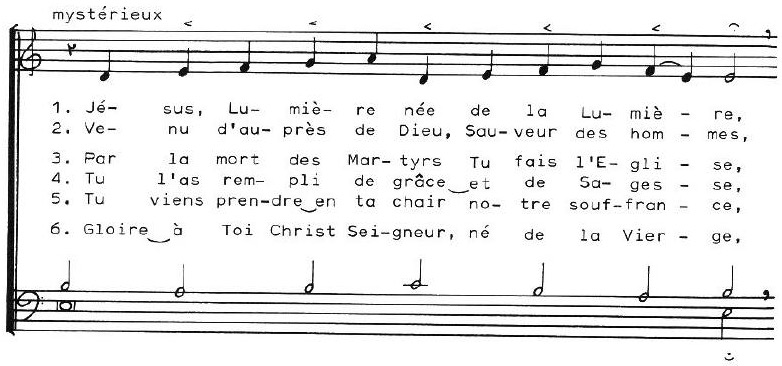 mystérieux
1. Jé- sus, Lu- miè- re née de la Lu- miè - re,
2. Ve- nu d'au- près de Dieu, Sau- veur des hom - mes,
3. Par la mort des Mar- tyrs Tu fais l'E- gli - se,
4. Tu l'as rem- pli de grâce et de Sa- ges - se,
5. Tu viens pren- dre en ta chair no- tre souf- fran - ce,
6. Gloire à Toi Christ Sei- gneur, né de la Vier - ge,